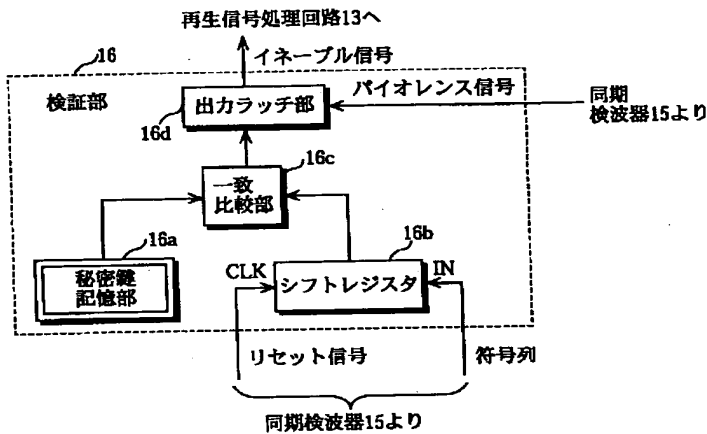 再生信号処理回路13へ
16
イネーブル信号
検証部
出力ラッチ部
バイオレンス信号
同期
検波器15より
16d
16c
一致
比較部
16a
16b
秘密鍵
記憶部
CLK
シフトレジスタ
IN
リセット信号
符号列
同期検波器15より